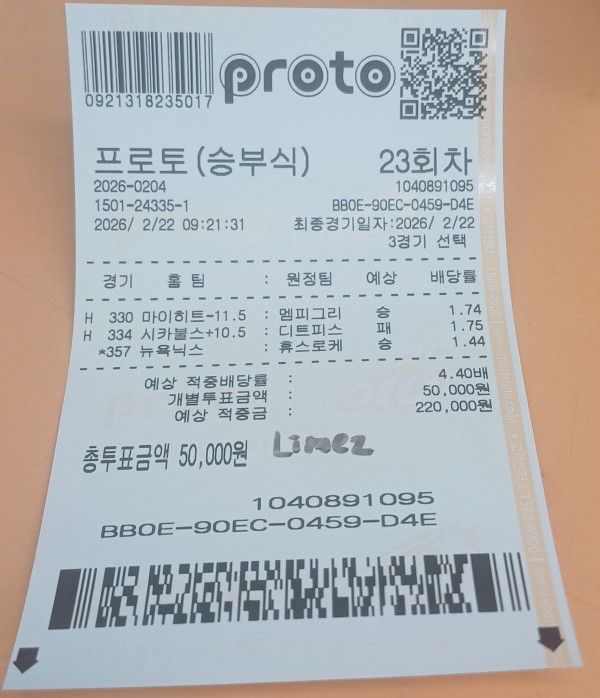 0921318235017
proto
프로토(승부식) 23회차
2026-0204 1040891095
1501-24335-1 BB0E-90EC-0459-D4E
2026/ 2/22 09:21:31 최종경기일자:2026/ 2/22
3경기 선택
경기 홈 팀 : 원정팀 예상 배당률
H 330 마이히트-11.5 : 멤피그리 승 1.74
H 334 시카불스+10.5 : 디트피스 패 1.75
*357 뉴욕닉스 : 휴스로케 승 1.44
예상 적중배당률 : 4.40배
개별투표금액 : 50,000원
예상 적중금 : 220,000원
총투표금액 50,000원 Limez
1040891095
BB0E-90EC-0459-D4E